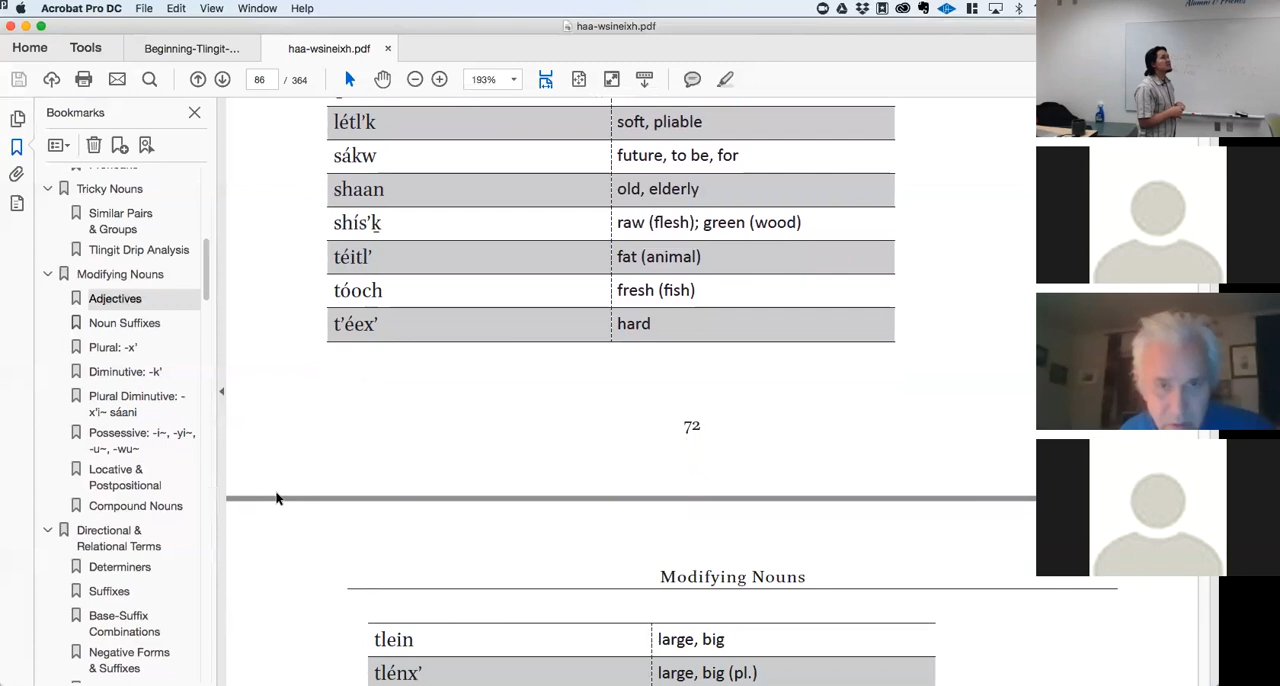 Acrobat Pro DC File Edit View Window Help
haa-wsineixh.pdf
Home Tools Beginning-Tlingit-... haa-wsineixh.pdf ×
86 / 364 193%
Bookmarks
Tricky Nouns
Similar Pairs
& Groups
Tlingit Drip Analysis
Modifying Nouns
Adjectives
Noun Suffixes
Plural: -x'
Diminutive: -k'
Plural Diminutive: -
x'i~ sáani
Possessive: -i~, -yi~,
-u~, -wu~
Locative &
Postpositional
Compound Nouns
Directional &
Relational Terms
Determiners
Suffixes
Base-Suffix
Combinations
Negative Forms
& Suffixes
létl’k soft, pliable
sákw future, to be, for
shaan old, elderly
shís’ḵ raw (flesh); green (wood)
téitl’ fat (animal)
tóoch fresh (fish)
t’éex’ hard
72
Modifying Nouns
tlein large, big
tlénx’ large, big (pl.)
Alumni & Friends